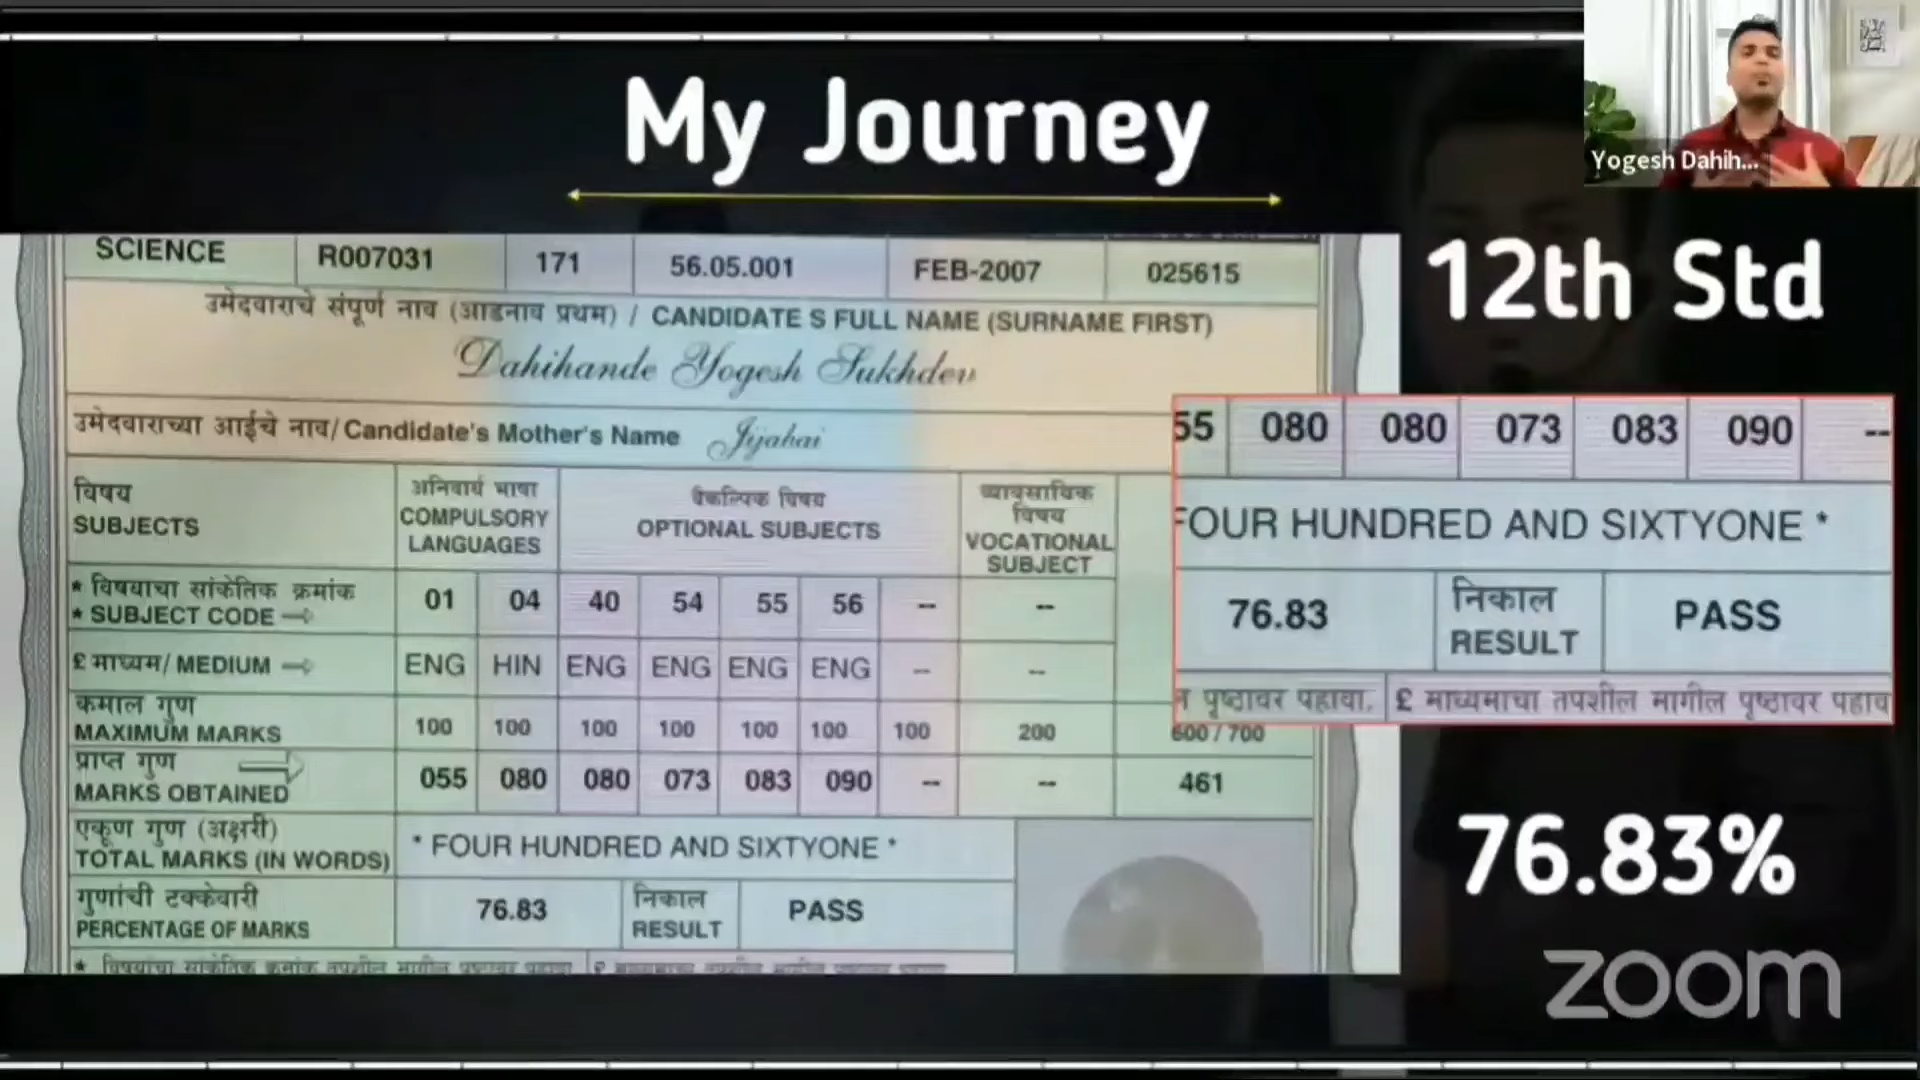 My Journey
Yogesh Dahih...
SCIENCE R007031 171 56.05.001 FEB-2007 025615
12th Std
उमेदवाराचे संपूर्ण नाव (आडनाव प्रथम) / CANDIDATE S FULL NAME (SURNAME FIRST)
Dahihande Yogesh Sukhdev
उमेदवाराच्या आईचे नाव/ Candidate's Mother's Name Jijabai
विषय
SUBJECTS
अनिवार्य भाषा
COMPULSORY
LANGUAGES
वैकल्पिक विषय
OPTIONAL SUBJECTS
व्यावसायिक
विषय
VOCATIONAL
SUBJECT
* विषयाचा सांकेतिक क्रमांक
* SUBJECT CODE 01 04 40 54 55 56 -- --
£ माध्यम/ MEDIUM ENG HIN ENG ENG ENG ENG -- --
कमाल गुण
MAXIMUM MARKS 100 100 100 100 100 100 100 200 600 / 700
प्राप्त गुण
MARKS OBTAINED 055 080 080 073 083 090 -- -- 461
एकूण गुण (अक्षरी)
TOTAL MARKS (IN WORDS) * FOUR HUNDRED AND SIXTYONE *
गुणांची टक्केवारी
PERCENTAGE OF MARKS 76.83
निकाल
RESULT PASS
55 080 080 073 083 090 --
FOUR HUNDRED AND SIXTYONE *
76.83
निकाल
RESULT PASS
पृष्ठावर पहावा. £ माध्यमाचा तपशील मागील पृष्ठावर पहाव
76.83%
zoom